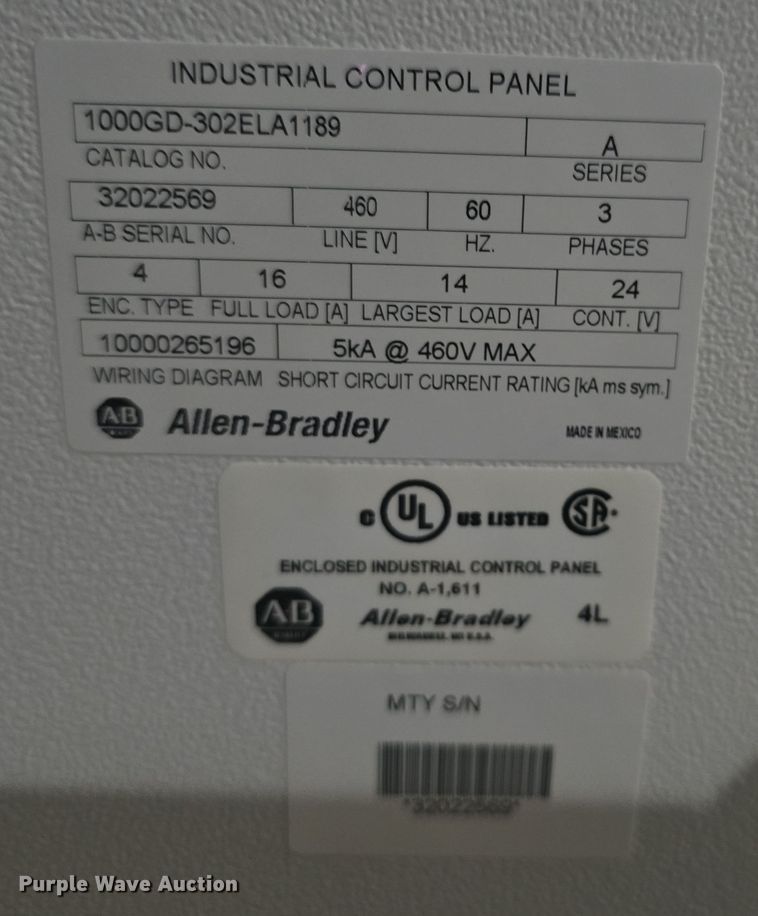 INDUSTRIAL CONTROL PANEL
1000GD-302ELA1189 A
CATALOG NO. SERIES
32022569 460 60 3
A-B SERIAL NO. LINE [V] HZ. PHASES
4 16 14 24
ENC. TYPE FULL LOAD [A] LARGEST LOAD [A] CONT. [V]
10000265196 5kA @ 460V MAX
WIRING DIAGRAM SHORT CIRCUIT CURRENT RATING [kA rms sym.]
AB Allen-Bradley MADE IN MEXICO
C UL US LISTED SA
ENCLOSED INDUSTRIAL CONTROL PANEL
NO. A-1,611
AB Allen-Bradley 4L
MILWAUKEE, WI U.S.A.
MTY S/N
*32022569*
Purple Wave Auction